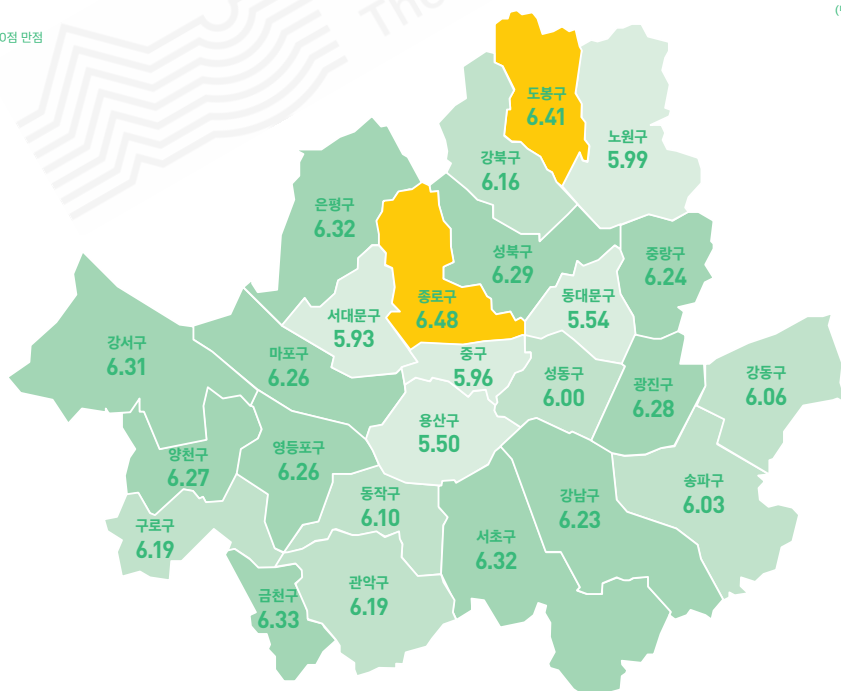 0점 만점
도봉구
6.41
노원구
5.99
강북구
6.16
은평구
6.32
성북구
6.29
중랑구
6.24
종로구
6.48
동대문구
5.54
서대문구
5.93
강서구
6.31
마포구
6.26
중구
5.96
성동구
6.00
광진구
6.28
강동구
6.06
용산구
5.50
양천구
6.27
영등포구
6.26
동작구
6.10
강남구
6.23
송파구
6.03
구로구
6.19
서초구
6.32
관악구
6.19
금천구
6.33